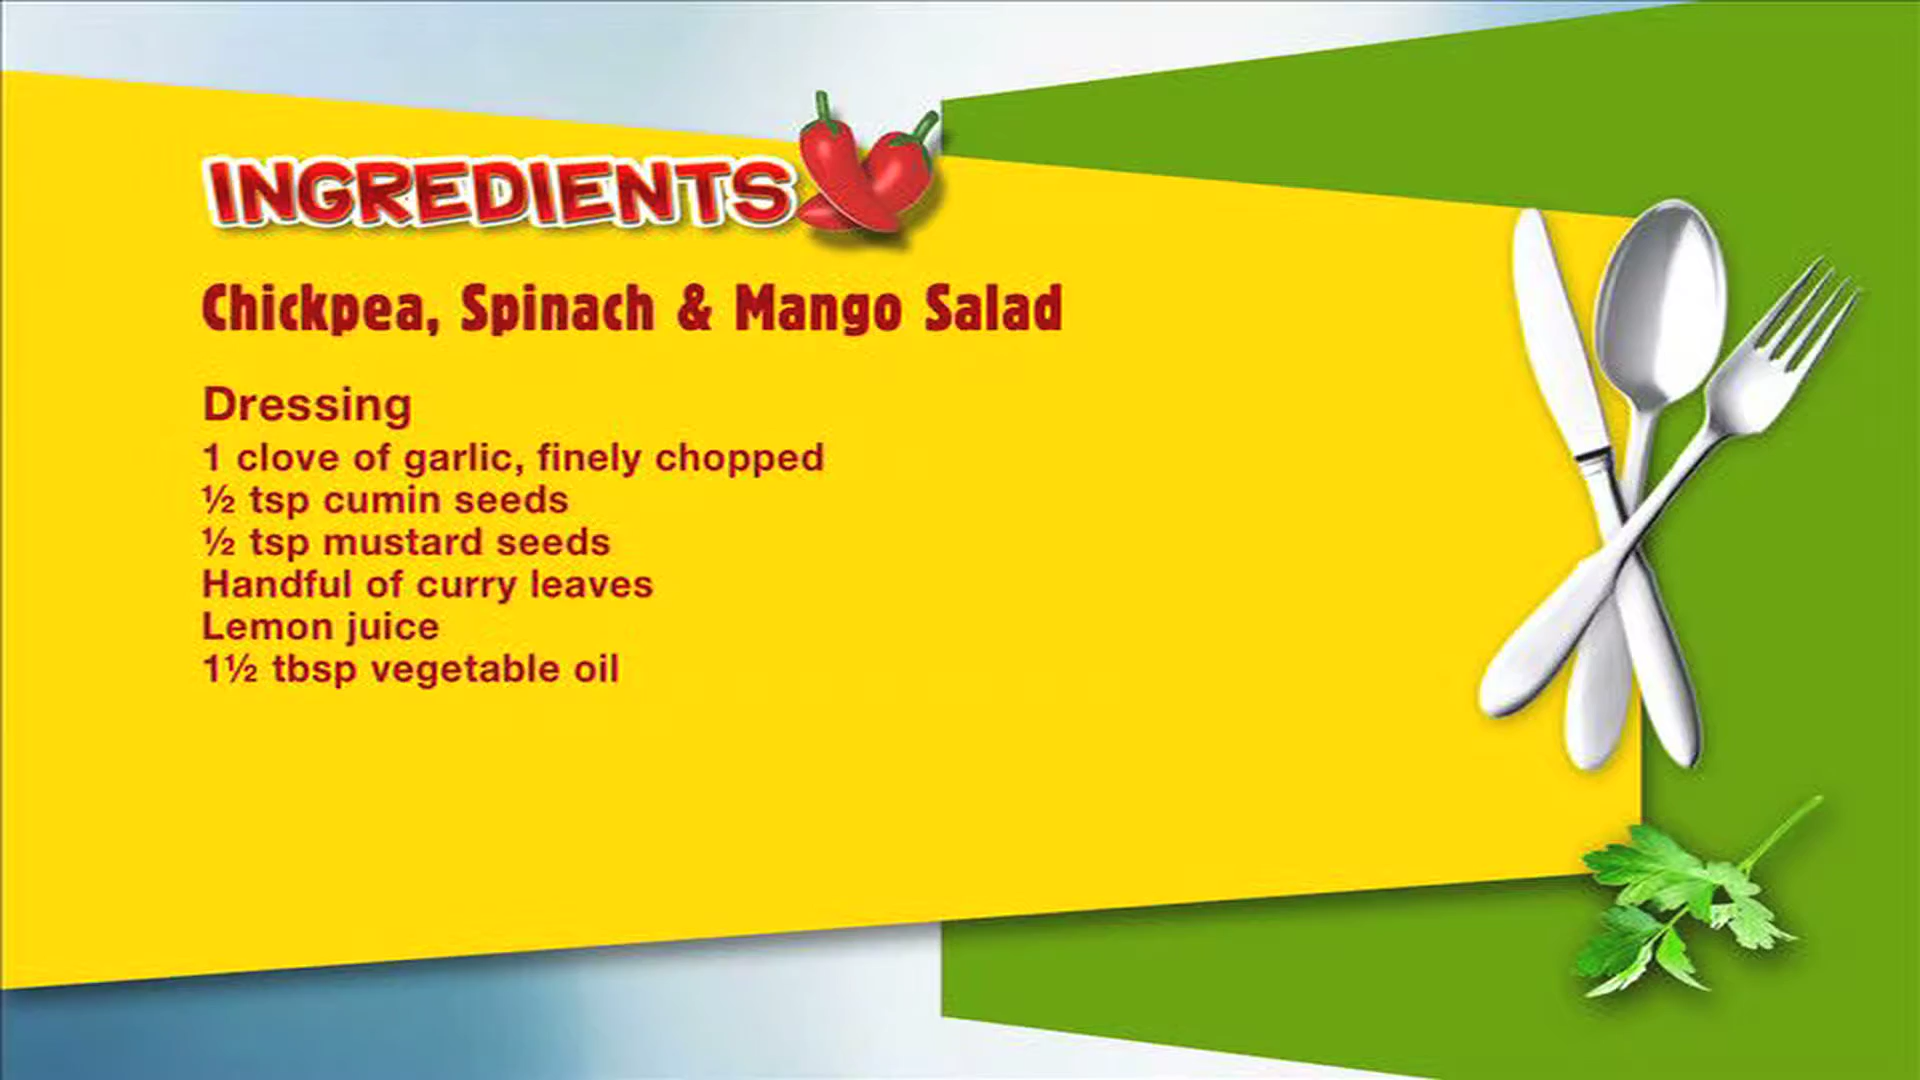 INGREDIENTS
Chickpea, Spinach & Mango Salad
Dressing
1 clove of garlic, finely chopped
½ tsp cumin seeds
½ tsp mustard seeds
Handful of curry leaves
Lemon juice
1½ tbsp vegetable oil